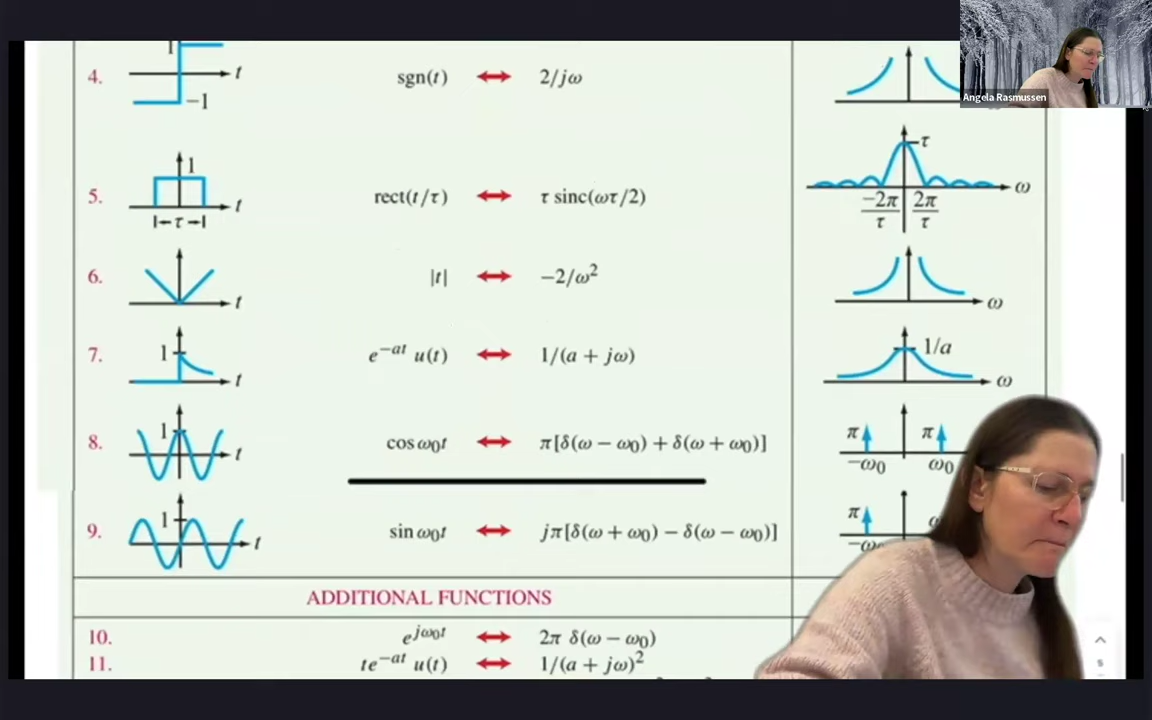 Angela Rasmussen
4. 1 −1 t sgn(t) ↔ 2/jω
5. 1 |←τ→| t rect(t/τ) ↔ τ sinc(ωτ/2) τ −2π/τ 2π/τ ω
6. t |t| ↔ −2/ω² ω
7. 1 t e^{−at} u(t) ↔ 1/(a + jω) 1/a ω
8. 1 t cos ω₀t ↔ π[δ(ω − ω₀) + δ(ω + ω₀)] π π −ω₀ ω₀
9. 1 t sin ω₀t ↔ jπ[δ(ω + ω₀) − δ(ω − ω₀)] π
ADDITIONAL FUNCTIONS
10. e^{jω₀t} ↔ 2π δ(ω − ω₀)
11. te^{−at} u(t) ↔ 1/(a + jω)²